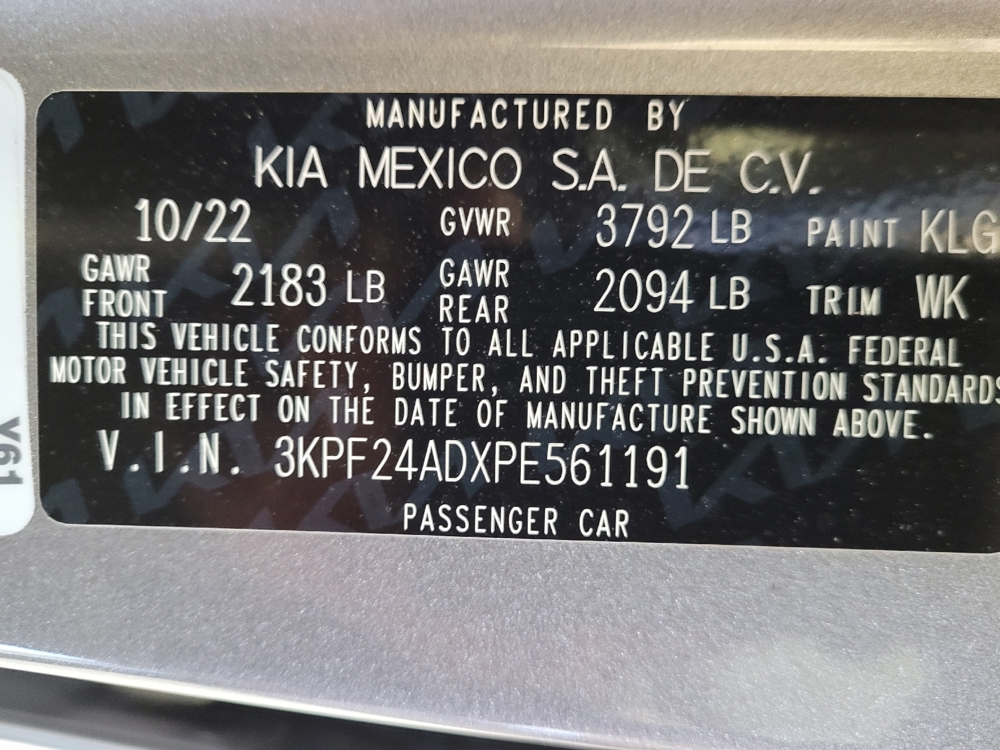 MANUFACTURED BY
KIA MEXICO S.A. DE C.V.
10/22 GVWR 3792 LB PAINT KLG
GAWR FRONT 2183 LB GAWR REAR 2094 LB TRIM WK
THIS VEHICLE CONFORMS TO ALL APPLICABLE U.S.A. FEDERAL
MOTOR VEHICLE SAFETY, BUMPER, AND THEFT PREVENTION STANDARDS
IN EFFECT ON THE DATE OF MANUFACTURE SHOWN ABOVE.
V.I.N. 3KPF24ADXPE561191
PASSENGER CAR
Y61